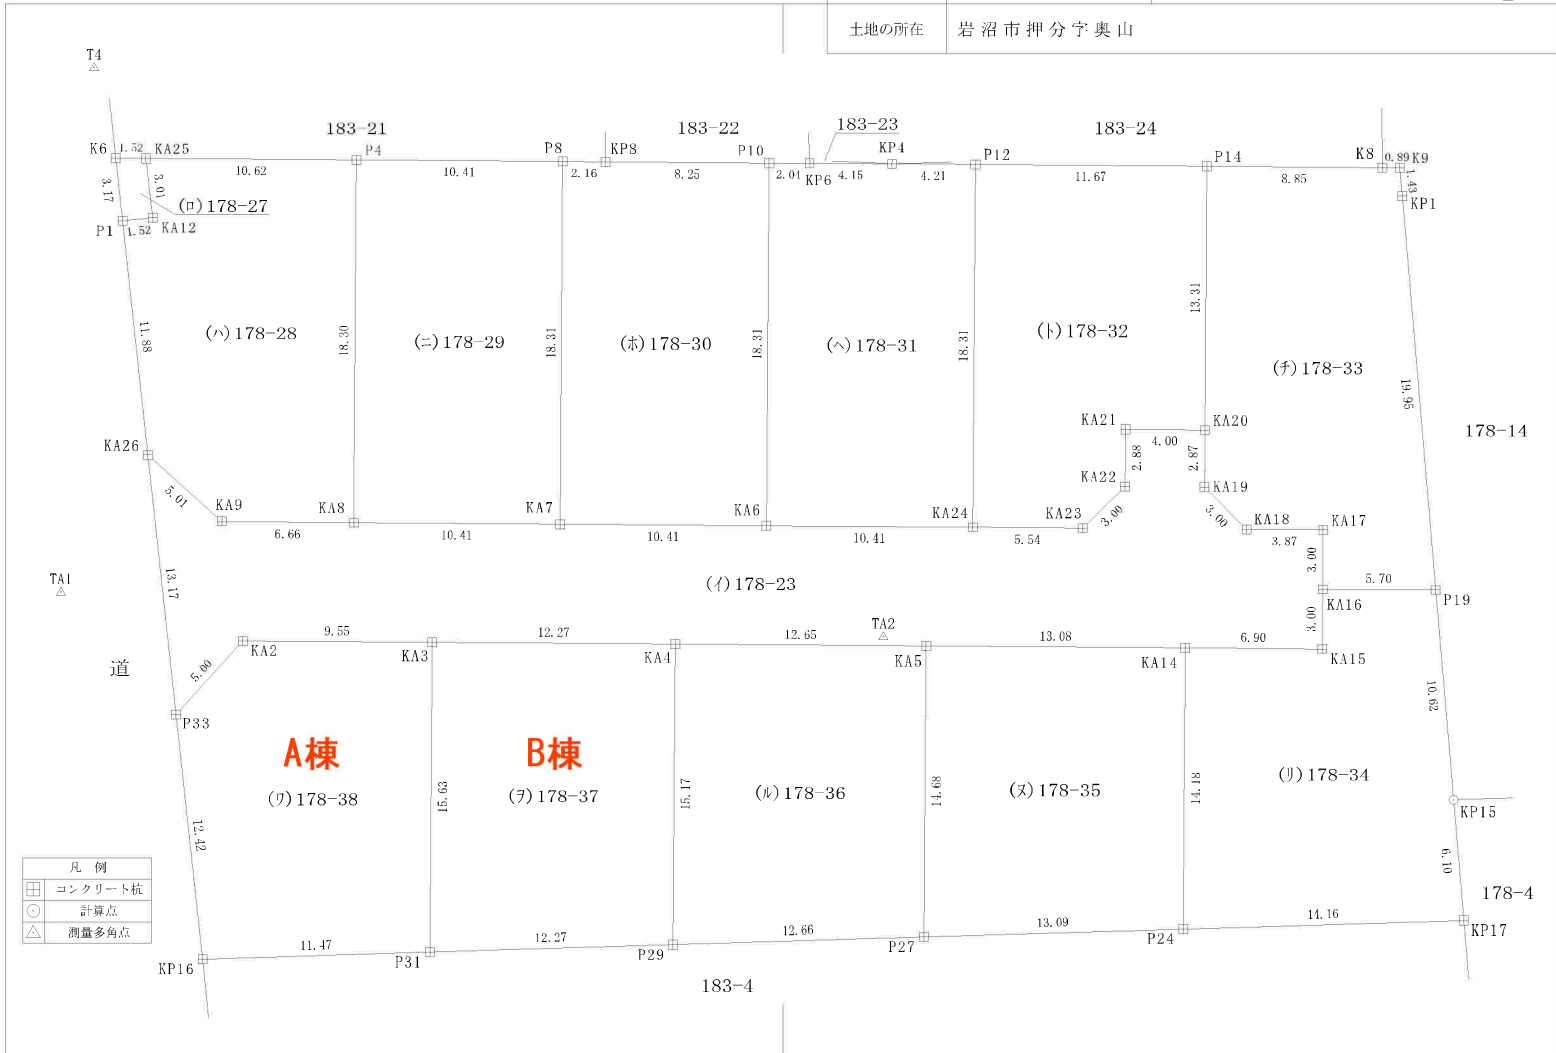 土地の所在 岩沼市押分字奥山
T4
183-21
183-22
183-23
183-24
K6 1.52 KA25
P4
P8
KP8
P10
KP6
KP4
P12
P14
K8
0.89
K9
10.62
10.41
2.16
8.25
2.04
4.15
4.21
11.67
8.85
1.43
KP1
3.17
3.01
(ロ)178-27
P1
1.52
KA12
11.88
(ハ)178-28
18.30
(ニ)178-29
18.31
(ホ)178-30
18.31
(ヘ)178-31
18.31
(ト)178-32
13.31
(チ)178-33
19.95
178-14
KA26
5.01
KA9
KA8
KA7
KA6
KA24
KA23
KA22
KA21
KA20
4.00
2.88
2.87
KA19
3.00
3.00
KA18
KA17
6.66
10.41
10.41
10.41
5.54
3.87
3.00
5.70
KA16
P19
3.00
TA1
13.17
(イ)178-23
TA2
9.55
12.27
12.65
13.08
6.90
KA2
KA3
KA4
KA5
KA14
KA15
道
5.00
P33
10.62
A棟
B棟
(ワ)178-38
15.63
(ヲ)178-37
15.17
(ル)178-36
14.68
(ヌ)178-35
14.18
(リ)178-34
KP15
12.42
6.10
178-4
凡 例
コンクリート杭
計算点
測量多角点
KP16
11.47
P31
12.27
P29
12.66
P27
13.09
P24
14.16
KP17
183-4